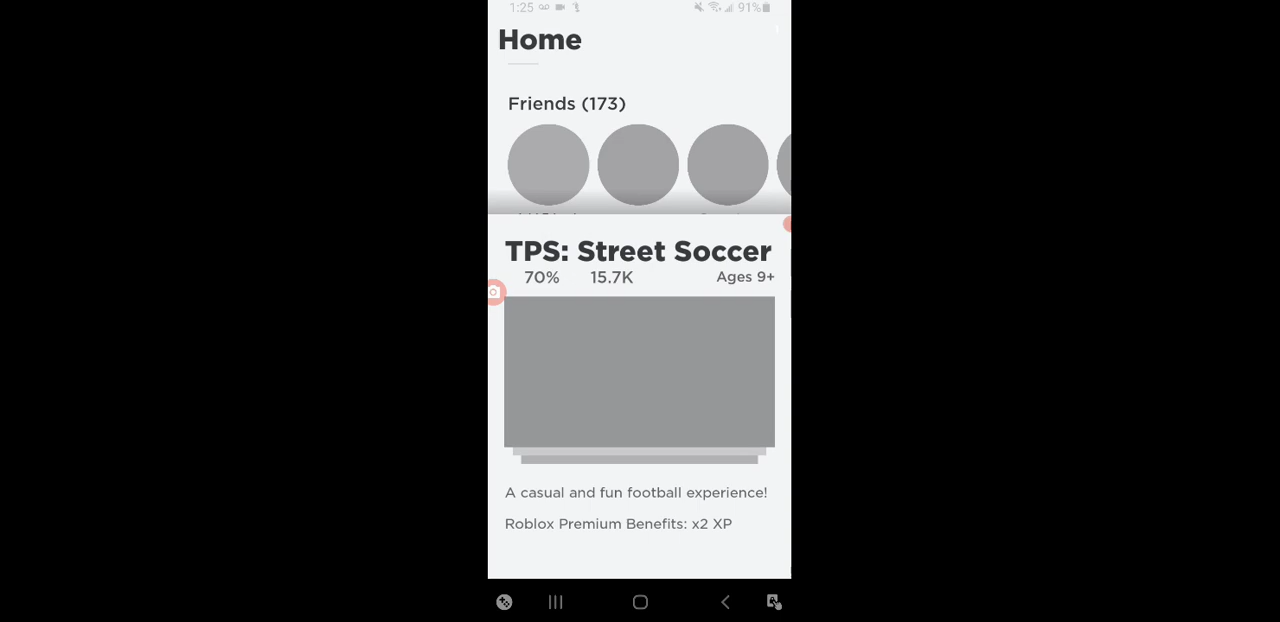 1:25 91%
Home
Friends (173)
TPS: Street Soccer
70% 15.7K Ages 9+
A casual and fun football experience!
Roblox Premium Benefits: x2 XP